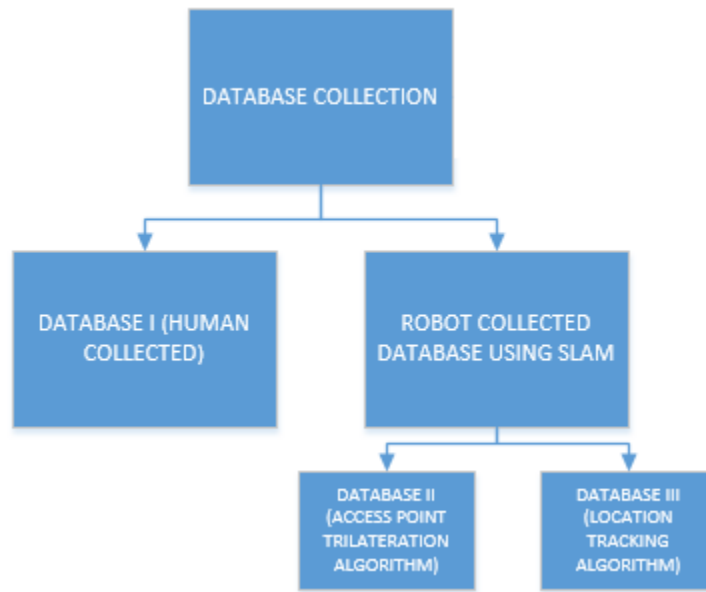 DATABASE COLLECTION
DATABASE I (HUMAN
COLLECTED)
ROBOT COLLECTED
DATABASE USING SLAM
DATABASE II
(ACCESS POINT
TRILATERATION
ALGORITHM)
DATABASE III
(LOCATION
TRACKING
ALGORITHM)